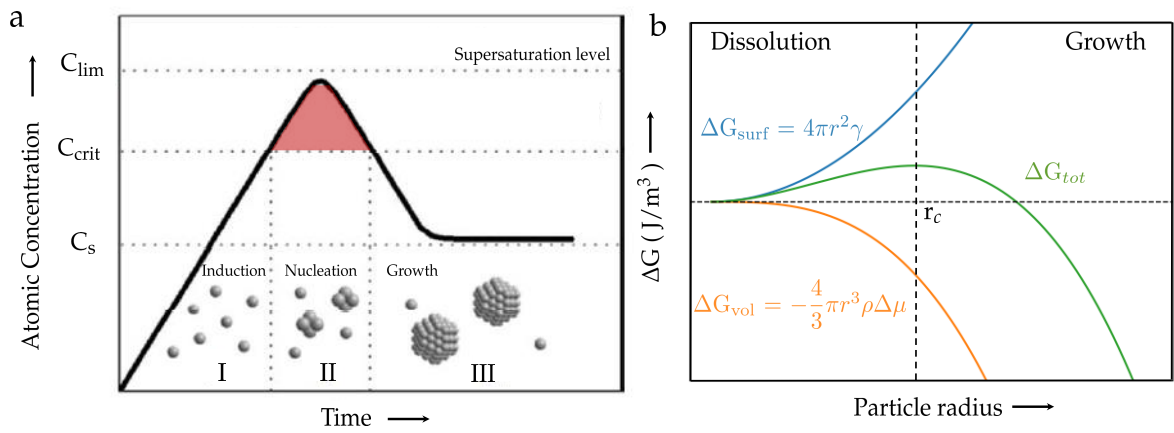 a
Atomic Concentration ⟶
C_lim
C_crit
C_s
Supersaturation level
Induction
Nucleation
Growth
I
II
III
Time ⟶
b
Dissolution
Growth
ΔG_surf = 4πr²γ
ΔG_tot
r_c
ΔG_vol = −4/3 πr³ρΔμ
ΔG ( J/m³ ) ⟶
Particle radius ⟶